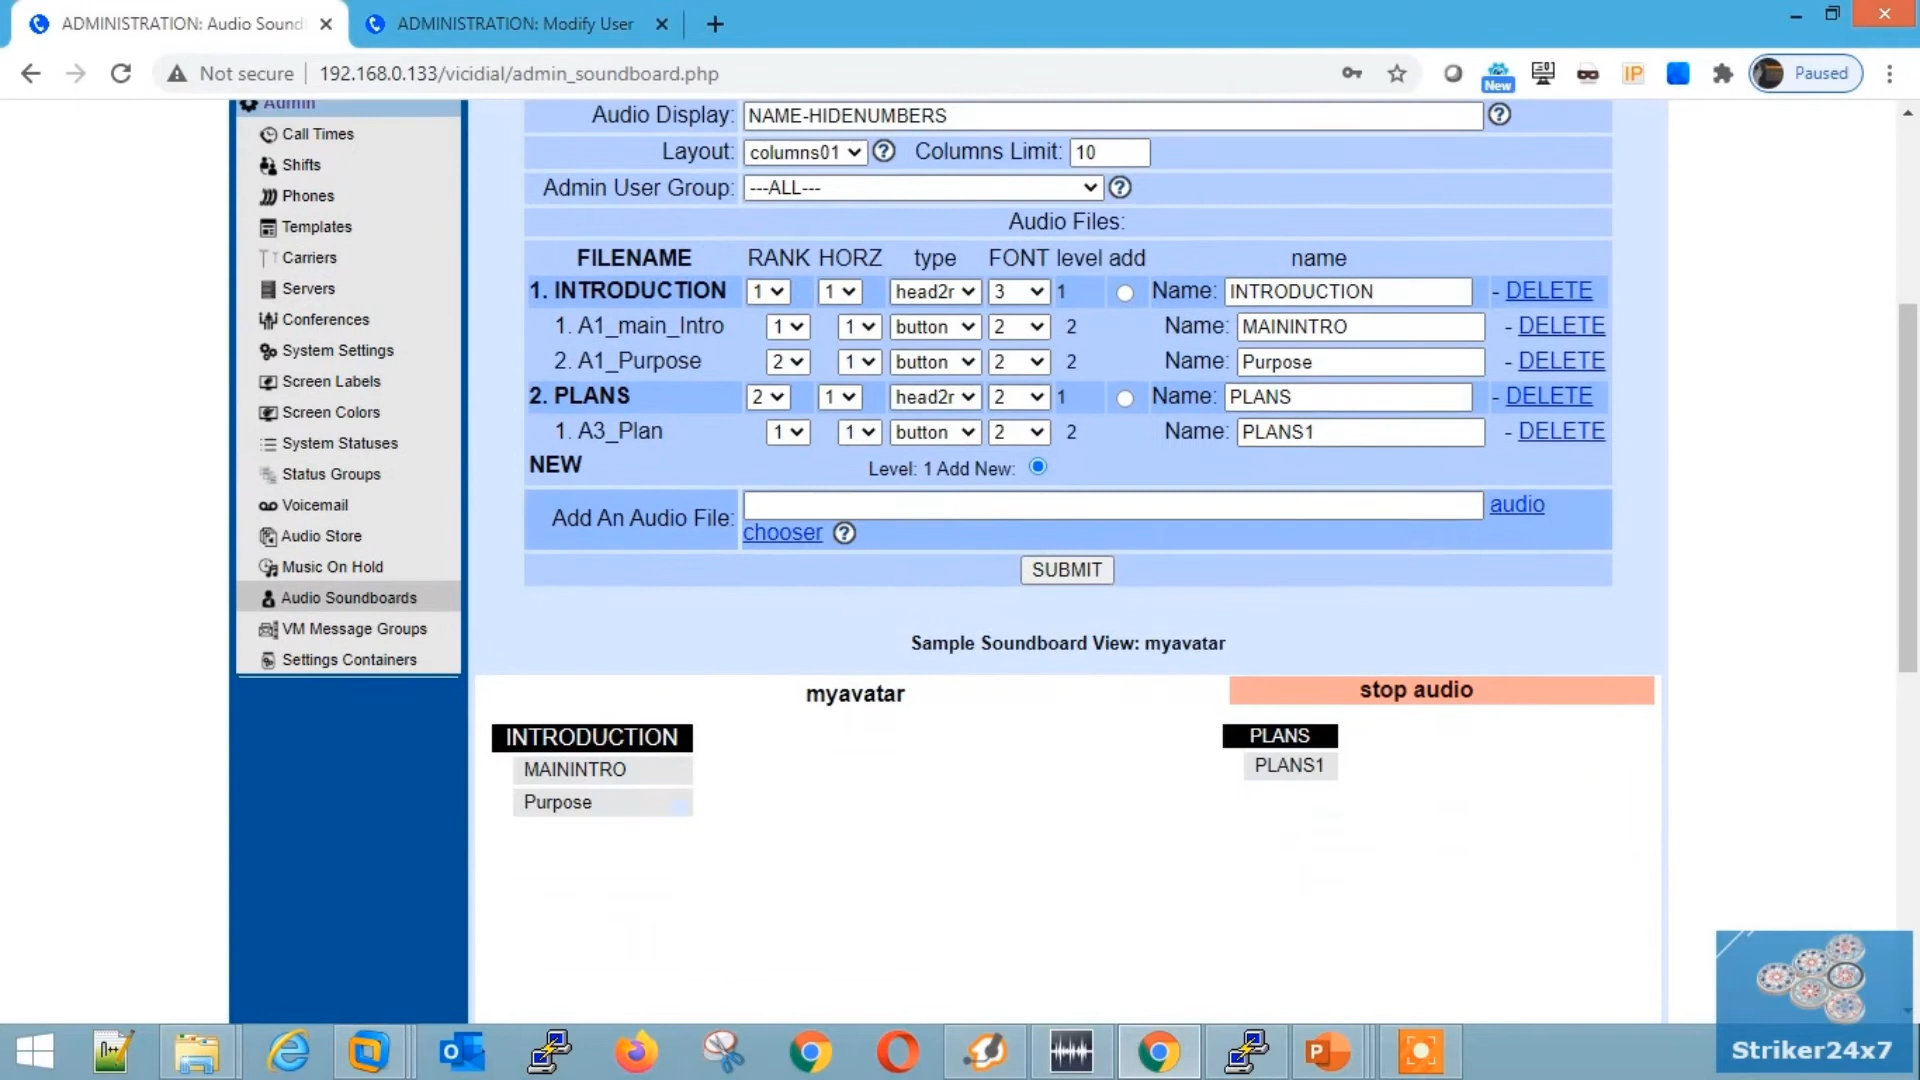 ADMINISTRATION: Audio Sound
ADMINISTRATION: Modify User
Not secure 192.168.0.133/vicidial/admin_soundboard.php
New
IP
Paused
Admin
Call Times
Shifts
Phones
Templates
Carriers
Servers
Conferences
System Settings
Screen Labels
Screen Colors
System Statuses
Status Groups
Voicemail
Audio Store
Music On Hold
Audio Soundboards
VM Message Groups
Settings Containers
Audio Display: NAME-HIDENUMBERS
Layout: columns01 Columns Limit: 10
Admin User Group: ---ALL---
Audio Files:
FILENAME RANK HORZ type FONT level add name
1. INTRODUCTION 1 1 head2r 3 1 Name: INTRODUCTION - DELETE
1. A1_main_Intro 1 1 button 2 2 Name: MAININTRO - DELETE
2. A1_Purpose 2 1 button 2 2 Name: Purpose - DELETE
2. PLANS 2 1 head2r 2 1 Name: PLANS - DELETE
1. A3_Plan 1 1 button 2 2 Name: PLANS1 - DELETE
NEW Level: 1 Add New:
Add An Audio File: audio
chooser
SUBMIT
Sample Soundboard View: myavatar
myavatar stop audio
INTRODUCTION PLANS
MAININTRO PLANS1
Purpose
Striker24x7